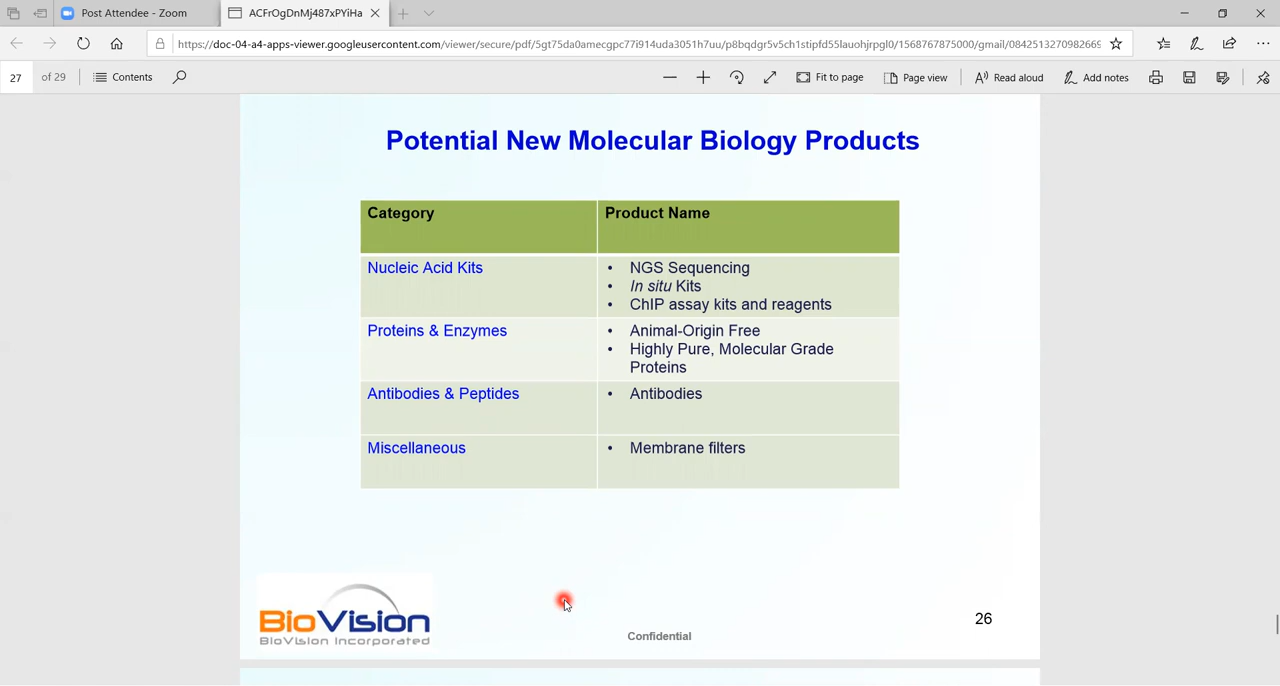 Post Attendee - Zoom
ACFrOgDnMj487xPYiHa
https://doc-04-a4-apps-viewer.googleusercontent.com/viewer/secure/pdf/5gt75da0amecgpc77i914uda3051h7uu/p8bqdgr5v5ch1stipfd55lauohjrpgl0/1568767875000/gmail/0842513270982669
27 of 29 Contents Fit to page Page view Read aloud Add notes
Potential New Molecular Biology Products
Category Product Name
Nucleic Acid Kits • NGS Sequencing
• In situ Kits
• ChIP assay kits and reagents
Proteins & Enzymes • Animal-Origin Free
• Highly Pure, Molecular Grade
Proteins
Antibodies & Peptides • Antibodies
Miscellaneous • Membrane filters
BioVision
BioVision Incorporated
Confidential
26